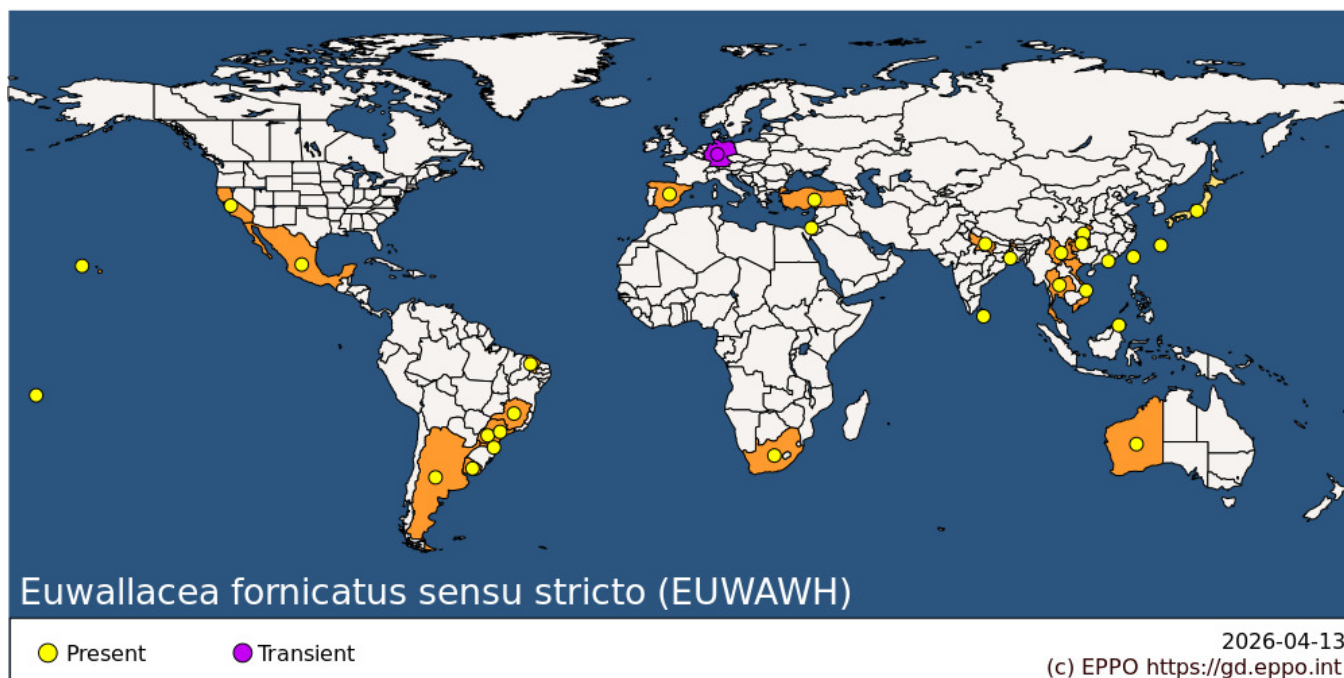 Euwallacea fornicatus sensu stricto (EUWAWH)
Present
Transient
2026-04-13
(c) EPPO https://gd.eppo.int